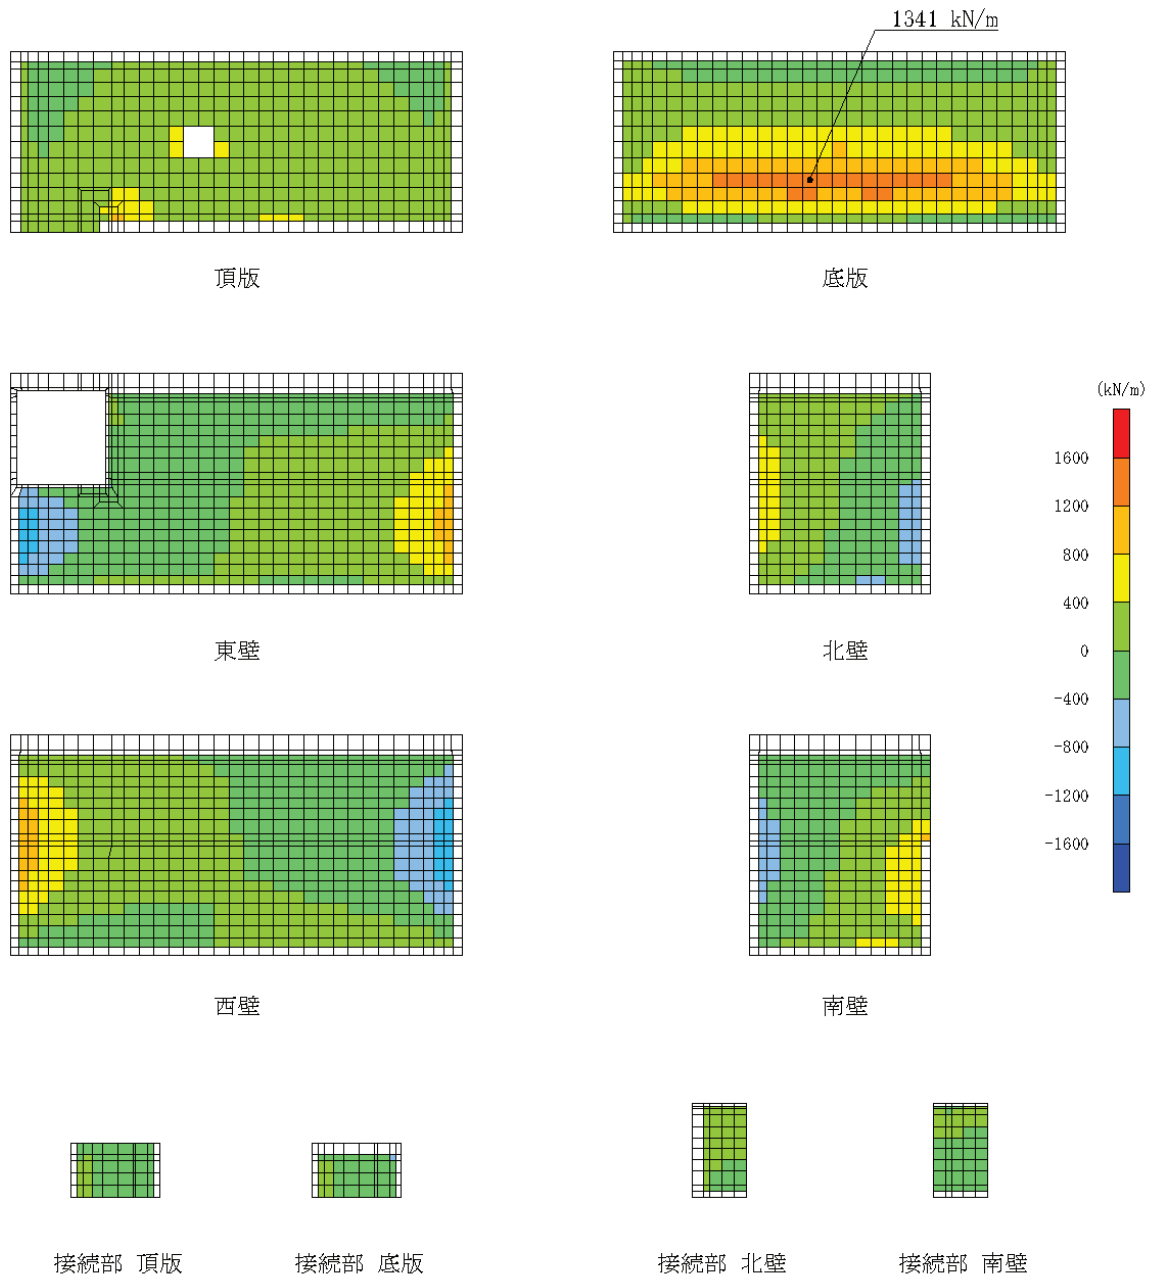 1341 kN/m
頂版
底版
(kN/m)
1600
1200
800
400
0
-400
-800
-1200
-1600
東壁
北壁
西壁
南壁
接続部 頂版
接続部 底版
接続部 北壁
接続部 南壁